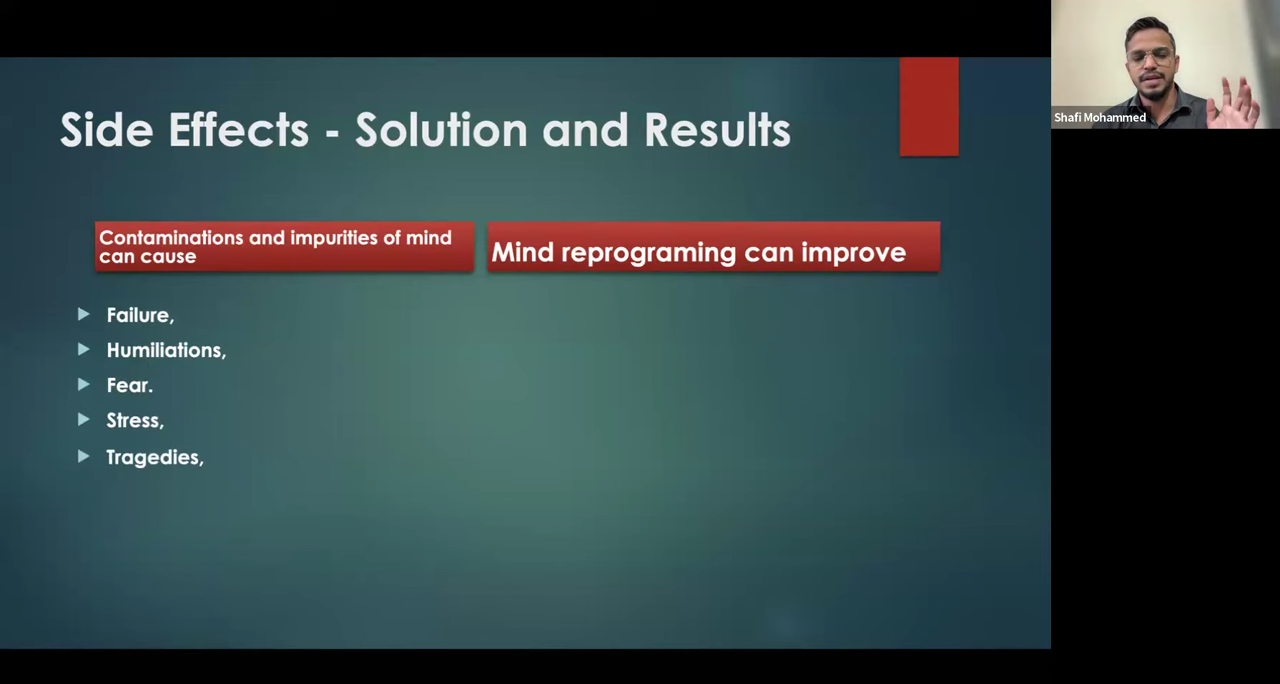 Side Effects - Solution and Results
Contaminations and impurities of mind
can cause
Mind reprograming can improve
Failure,
Humiliations,
Fear.
Stress,
Tragedies,
Shafi Mohammed